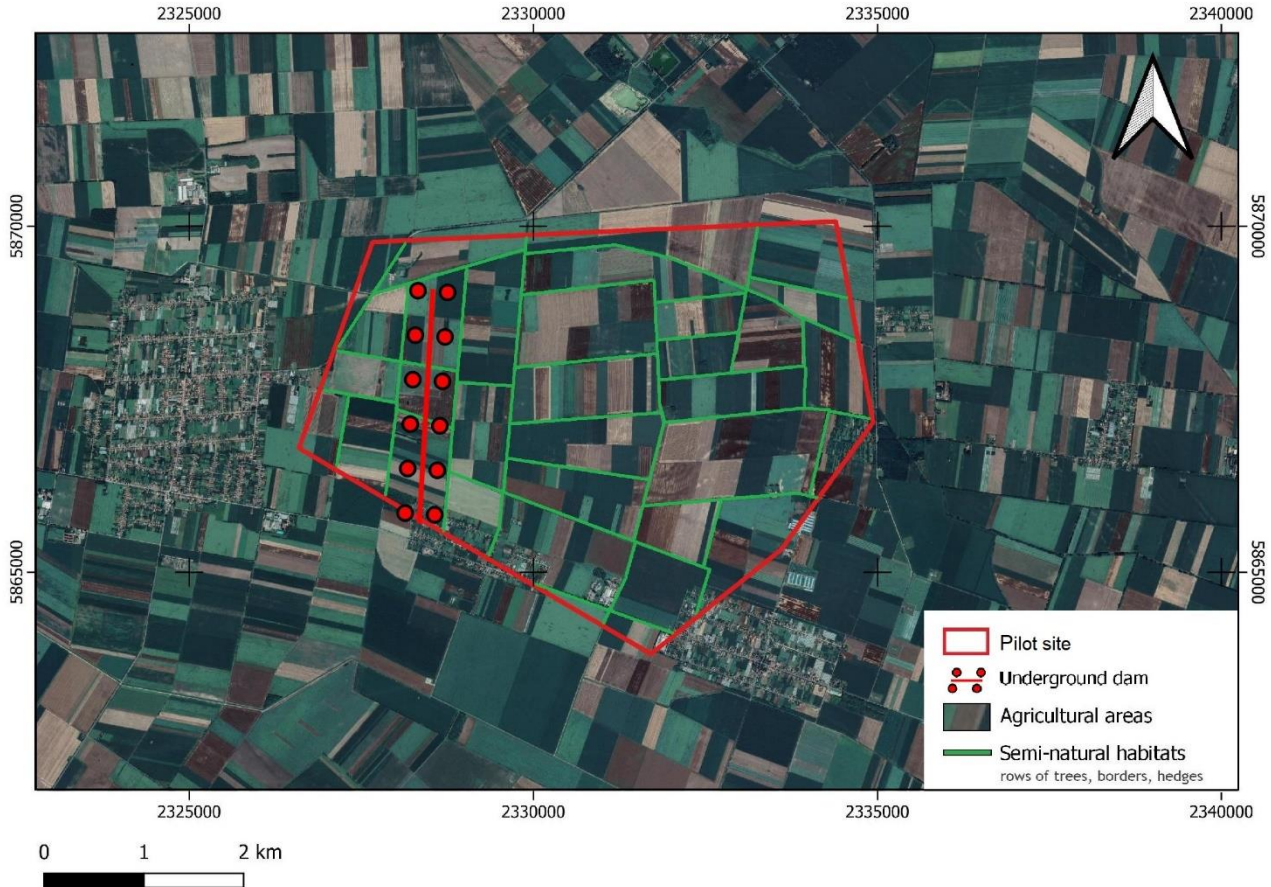 2325000 2330000 2335000 2340000
5870000 5870000
5865000 5865000
Pilot site
Underground dam
Agricultural areas
Semi-natural habitats
rows of trees, borders, hedges
2325000 2330000 2335000 2340000
0 1 2 km